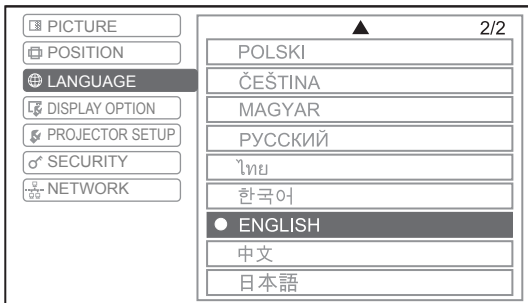 PICTURE
POSITION
LANGUAGE
DISPLAY OPTION
PROJECTOR SETUP
SECURITY
NETWORK
▲ 2/2
POLSKI
ČEŠTINA
MAGYAR
РУССКИЙ
ไทย
한국어
ENGLISH
中文
日本語